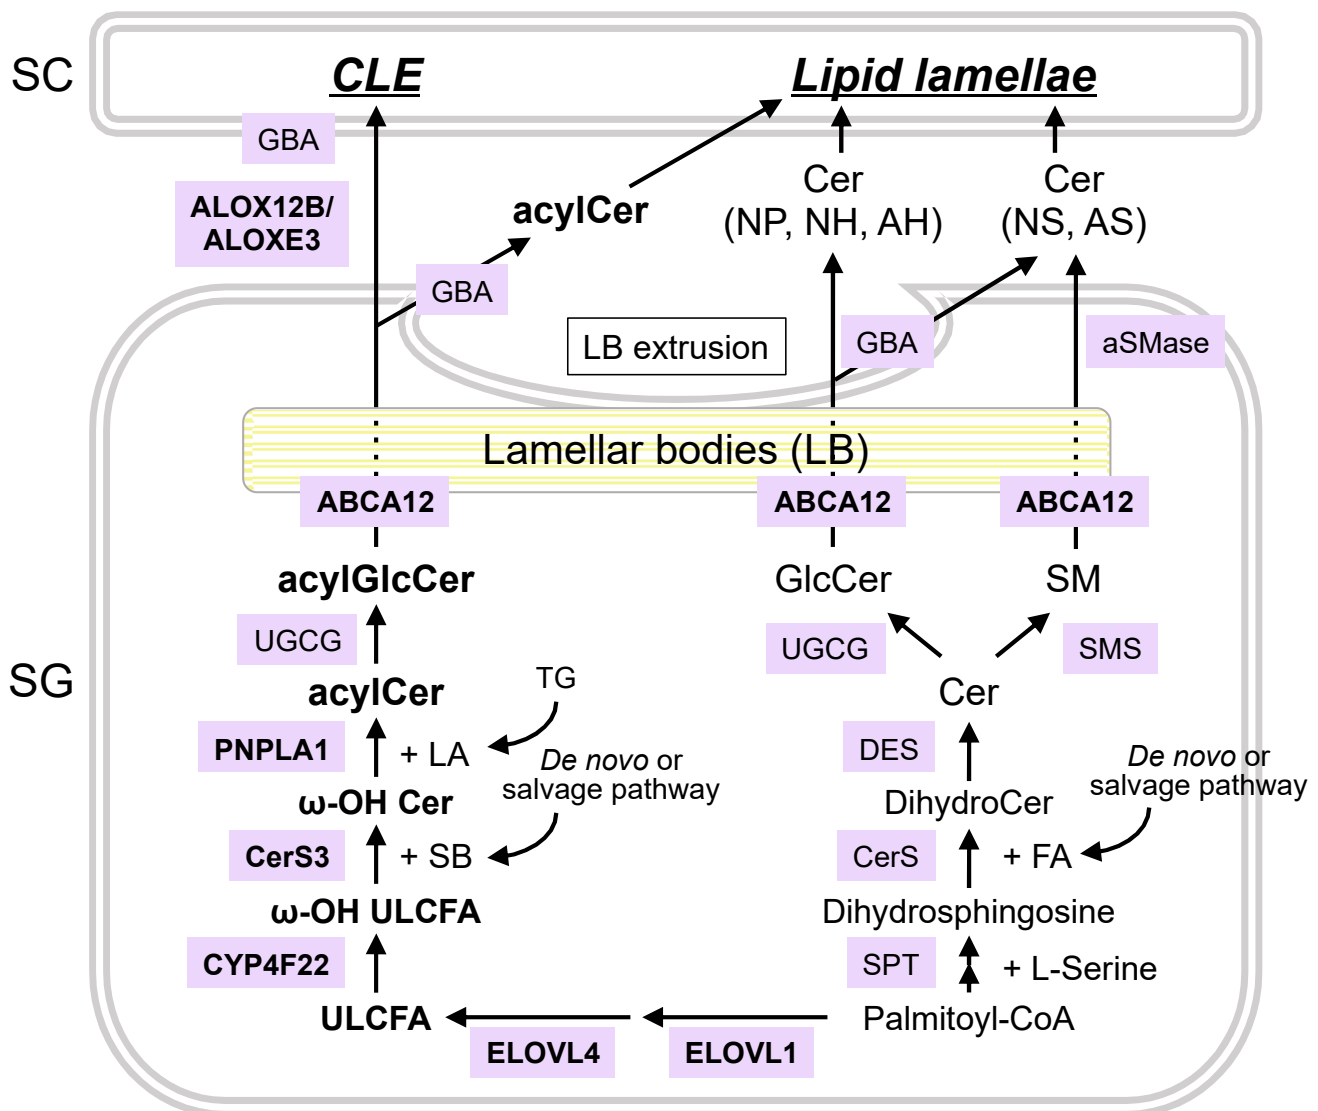 SC
CLE
Lipid lamellae
GBA
ALOX12B/
ALOXE3
acylCer
Cer
(NP, NH, AH)
Cer
(NS, AS)
GBA
LB extrusion
GBA
aSMase
Lamellar bodies (LB)
ABCA12
ABCA12
ABCA12
acylGlcCer
GlcCer
SM
UGCG
UGCG
SMS
SG
acylCer
TG
Cer
PNPLA1
+ LA
De novo or
salvage pathway
DES
De novo or
salvage pathway
ω-OH Cer
DihydroCer
CerS3
+ SB
CerS
+ FA
ω-OH ULCFA
Dihydrosphingosine
CYP4F22
SPT
+ L-Serine
ULCFA
Palmitoyl-CoA
ELOVL4
ELOVL1